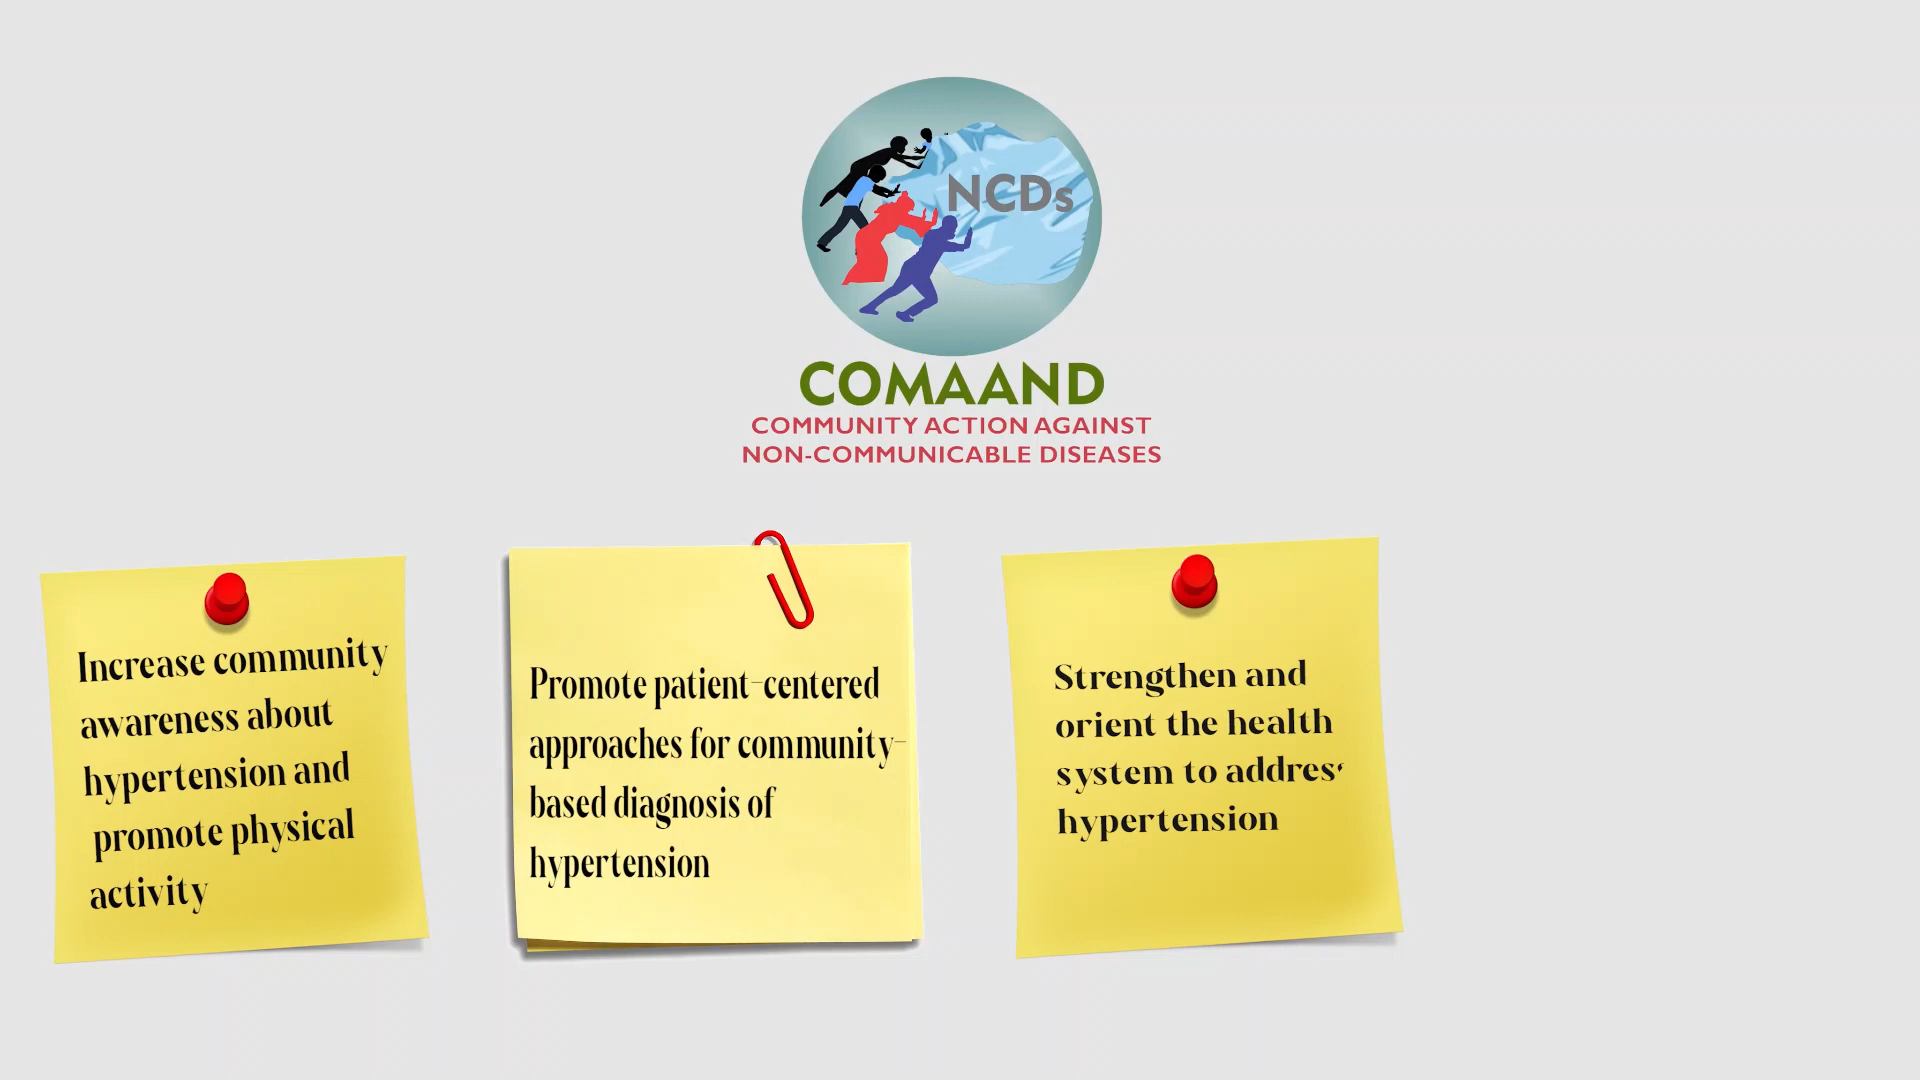 NCDs
COMAAND
COMMUNITY ACTION AGAINST
NON-COMMUNICABLE DISEASES
Increase community
awareness about
hypertension and
promote physical
activity
Promote patient-centered
approaches for community-
based diagnosis of
hypertension
Strengthen and
orient the health
system to addres
hypertension